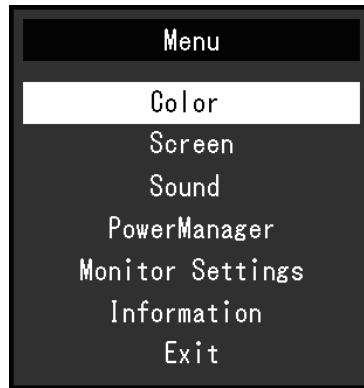 Menu
Color
Screen
Sound
PowerManager
Monitor Settings
Information
Exit